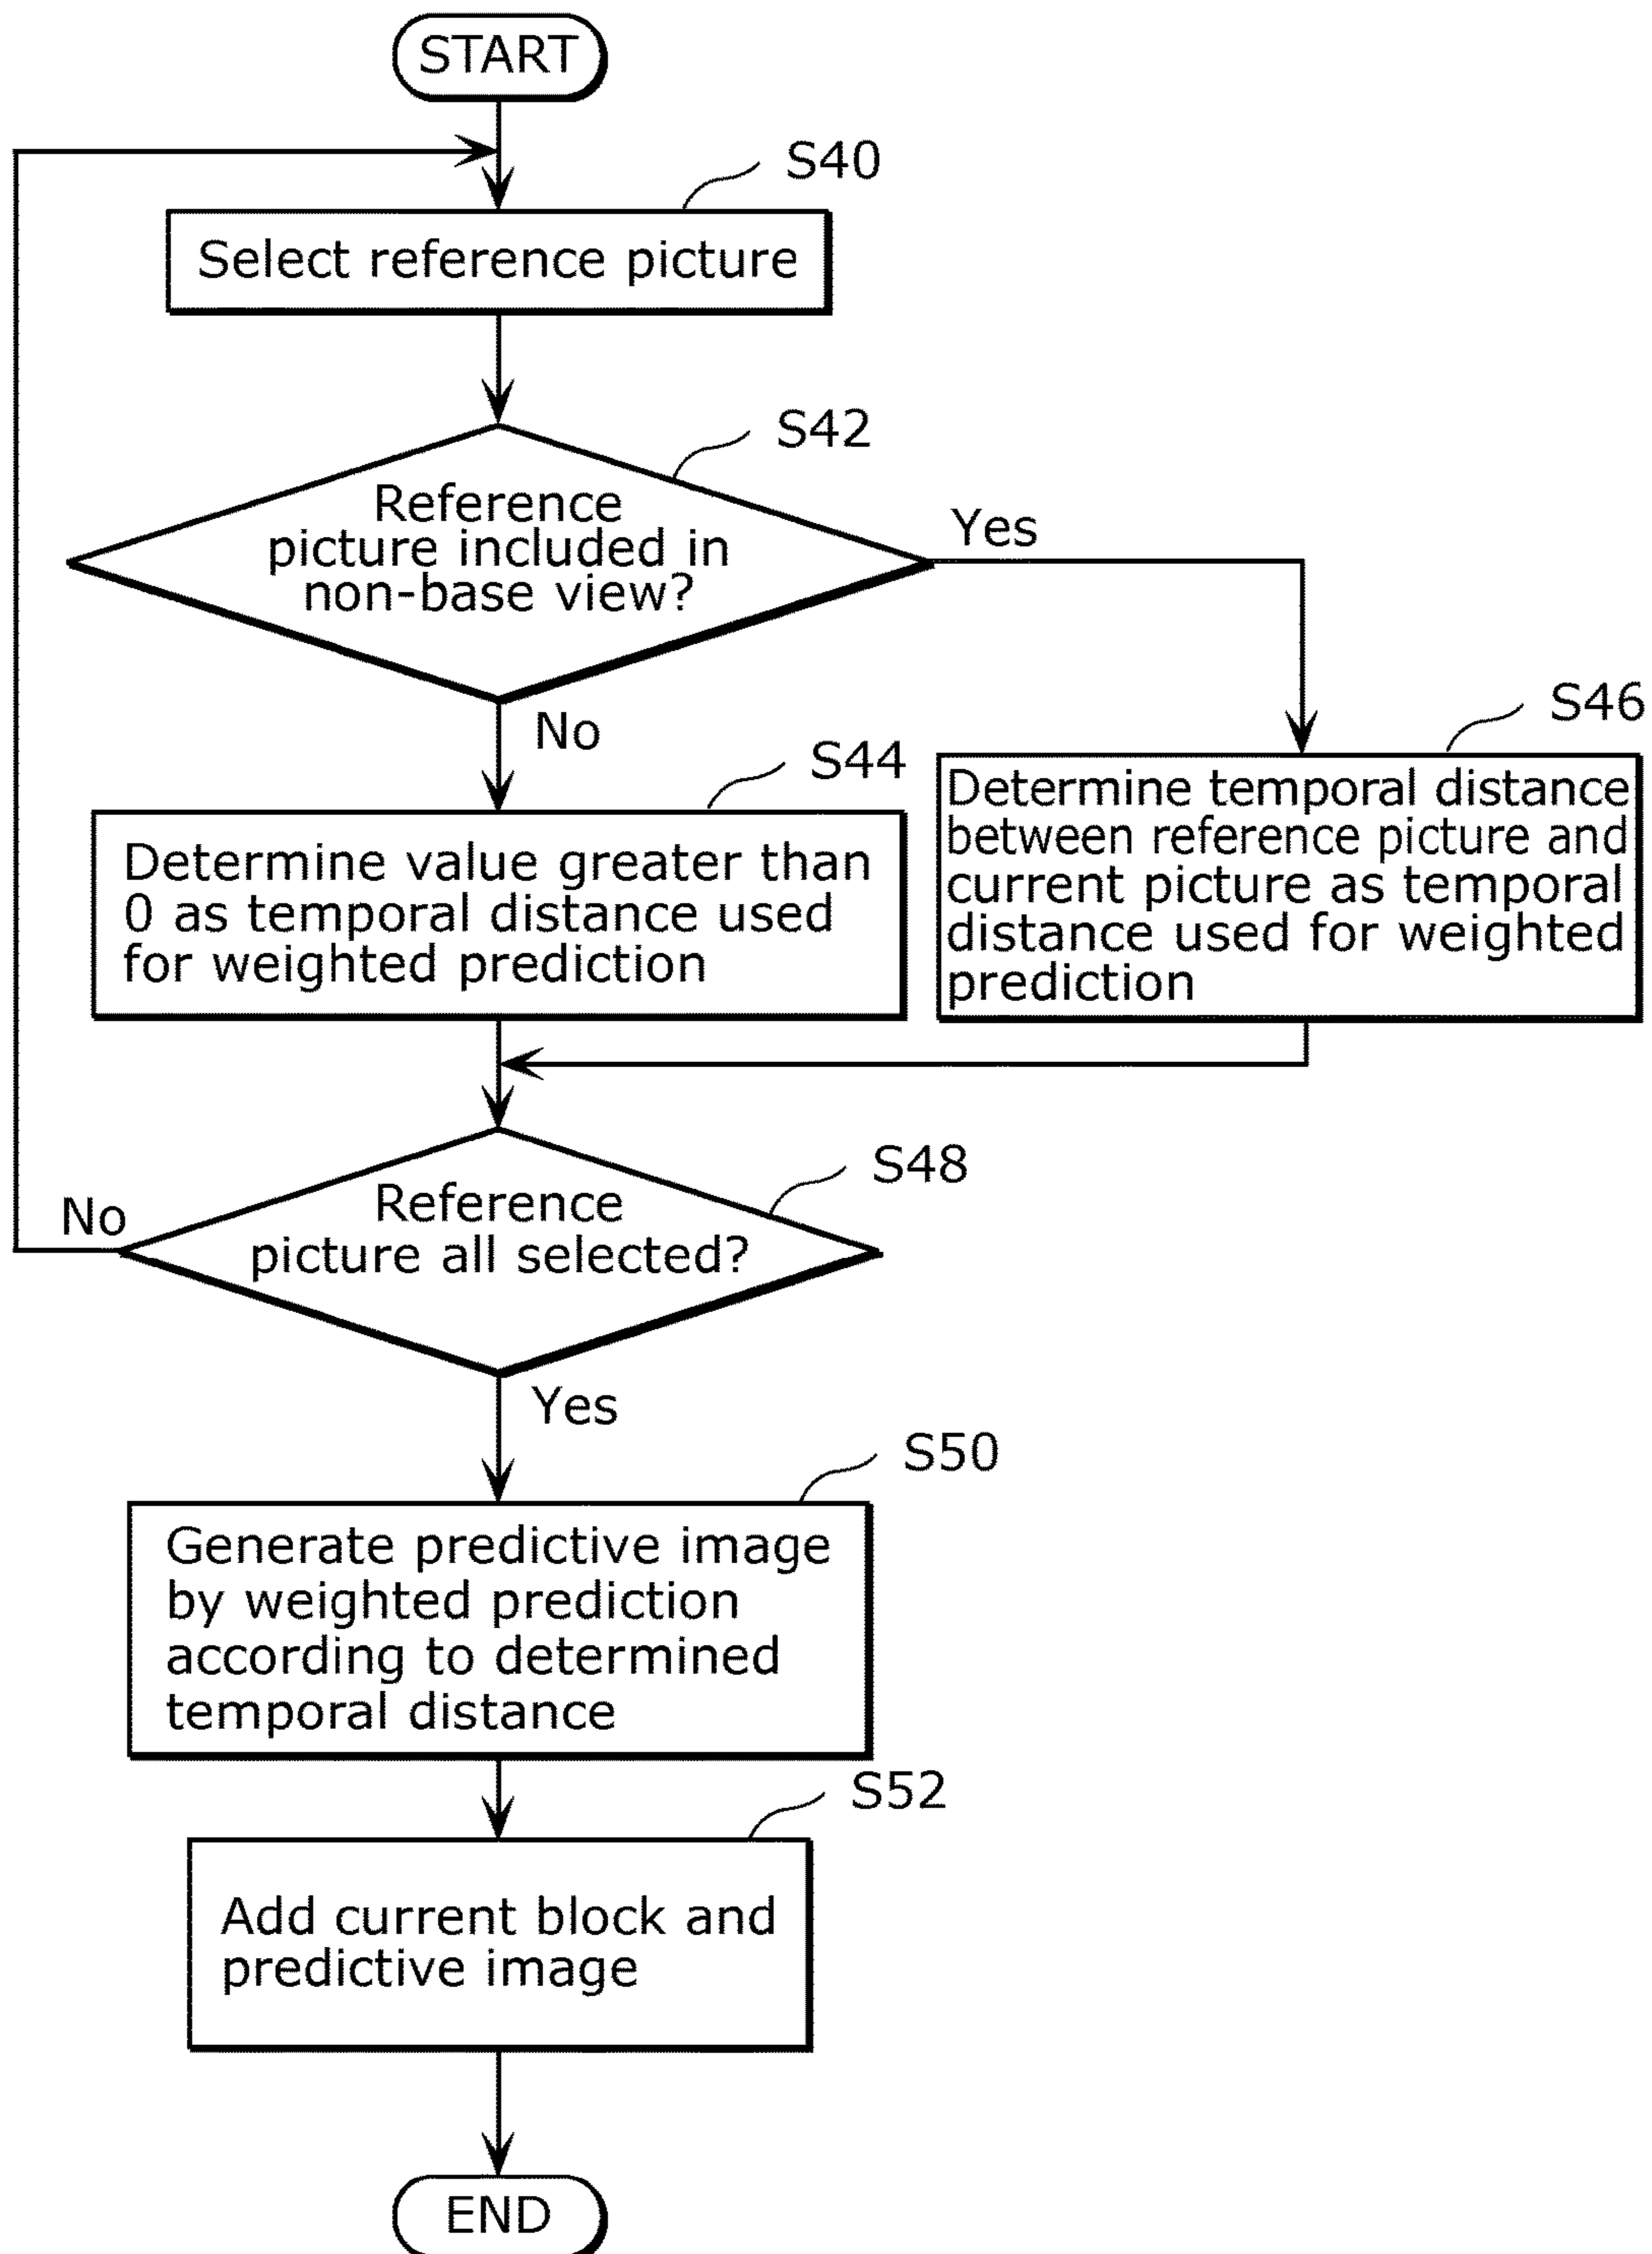 START
S40
Select reference picture
S42
Reference
picture included in
non-base view?
Yes
No
S44
Determine value greater than
0 as temporal distance used
for weighted prediction
S46
Determine temporal distance
between reference picture and
current picture as temporal
distance used for weighted
prediction
S48
Reference
picture all selected?
No
Yes
S50
Generate predictive image
by weighted prediction
according to determined
temporal distance
S52
Add current block and
predictive image
END